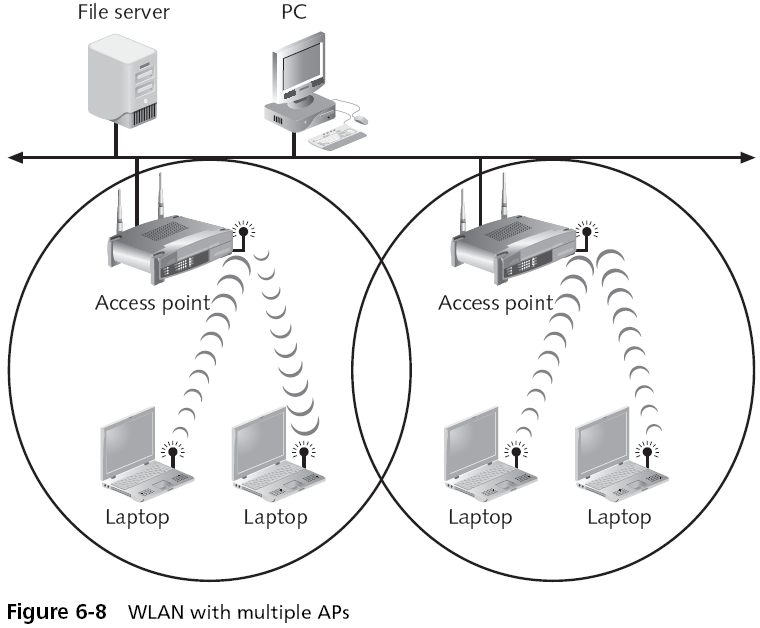 File server
PC
Access point
Access point
Laptop
Laptop
Laptop
Laptop
Figure 6-8 WLAN with multiple APs